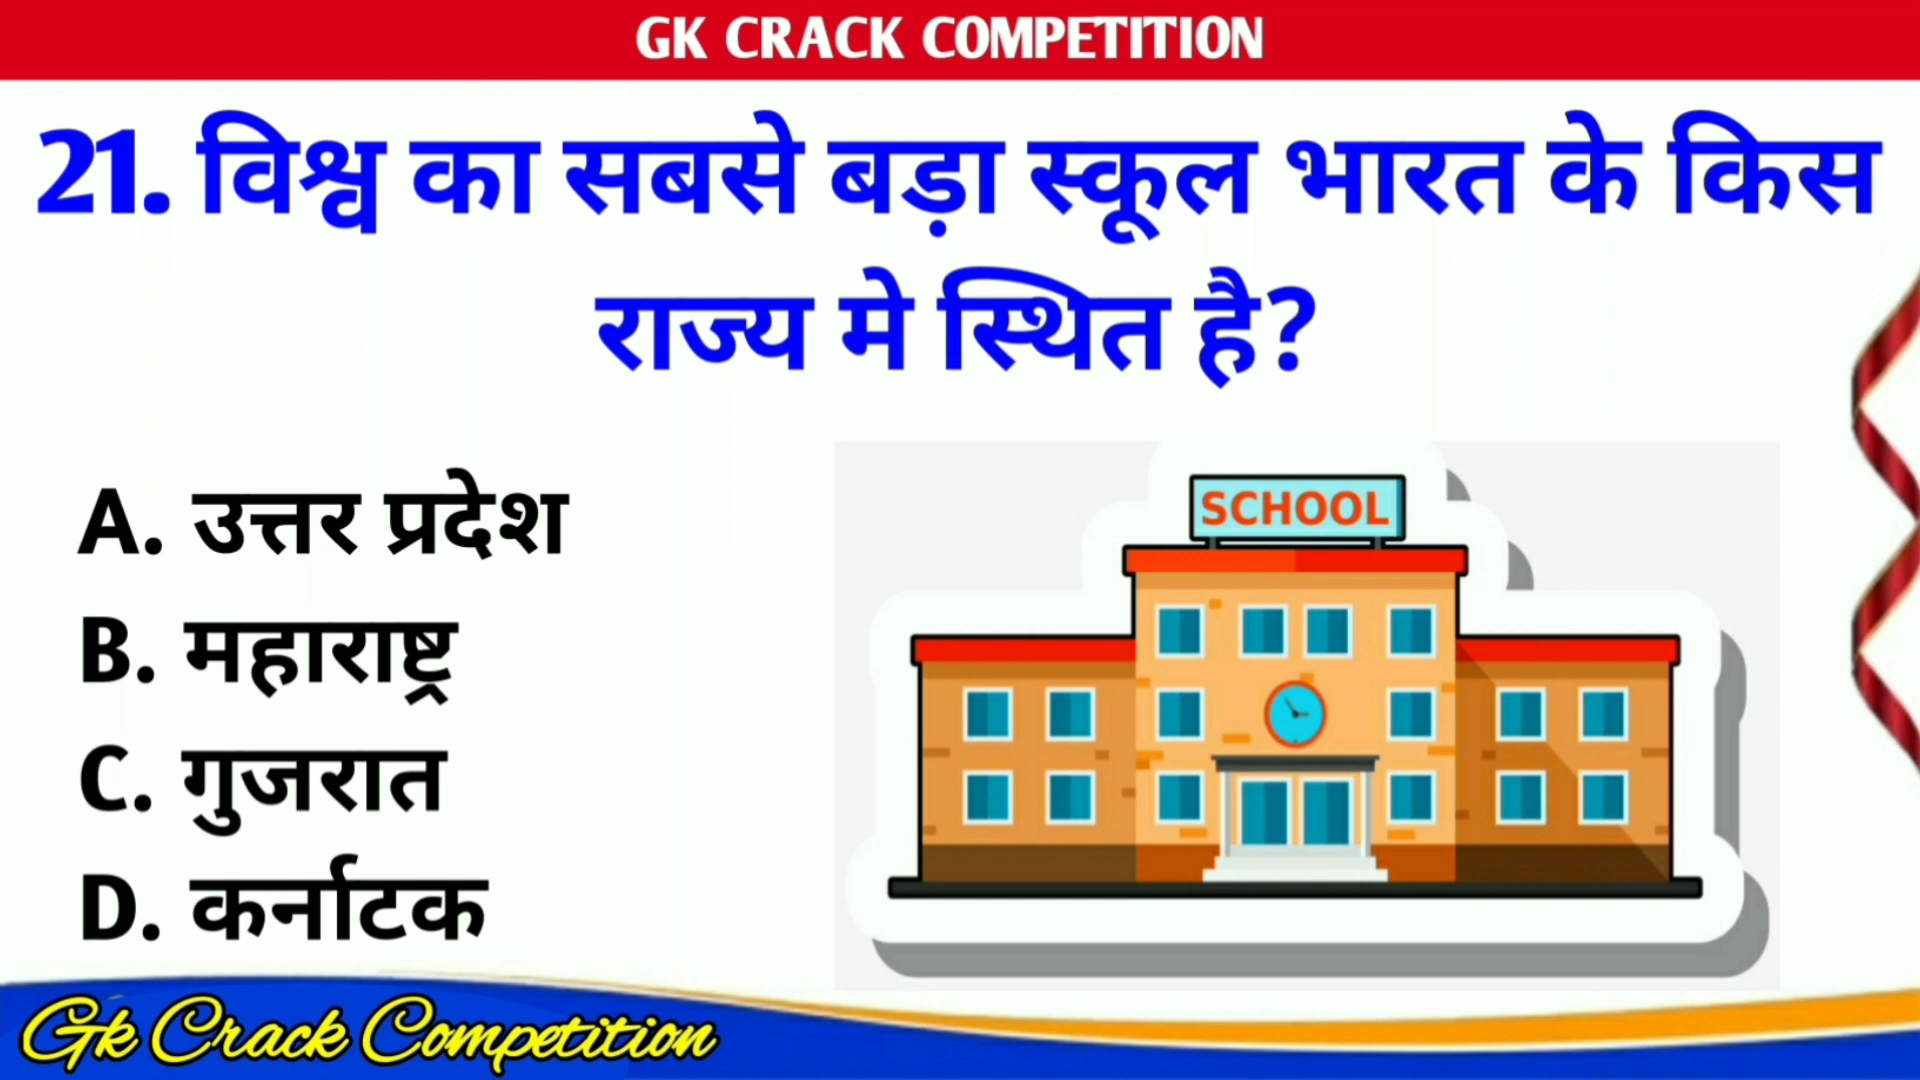 GK CRACK COMPETITION
21. विश्व का सबसे बड़ा स्कूल भारत के किस
राज्य मे स्थित है?
A. उत्तर प्रदेश
B. महाराष्ट्र
C. गुजरात
D. कर्नाटक
SCHOOL
Gk Crack Competition